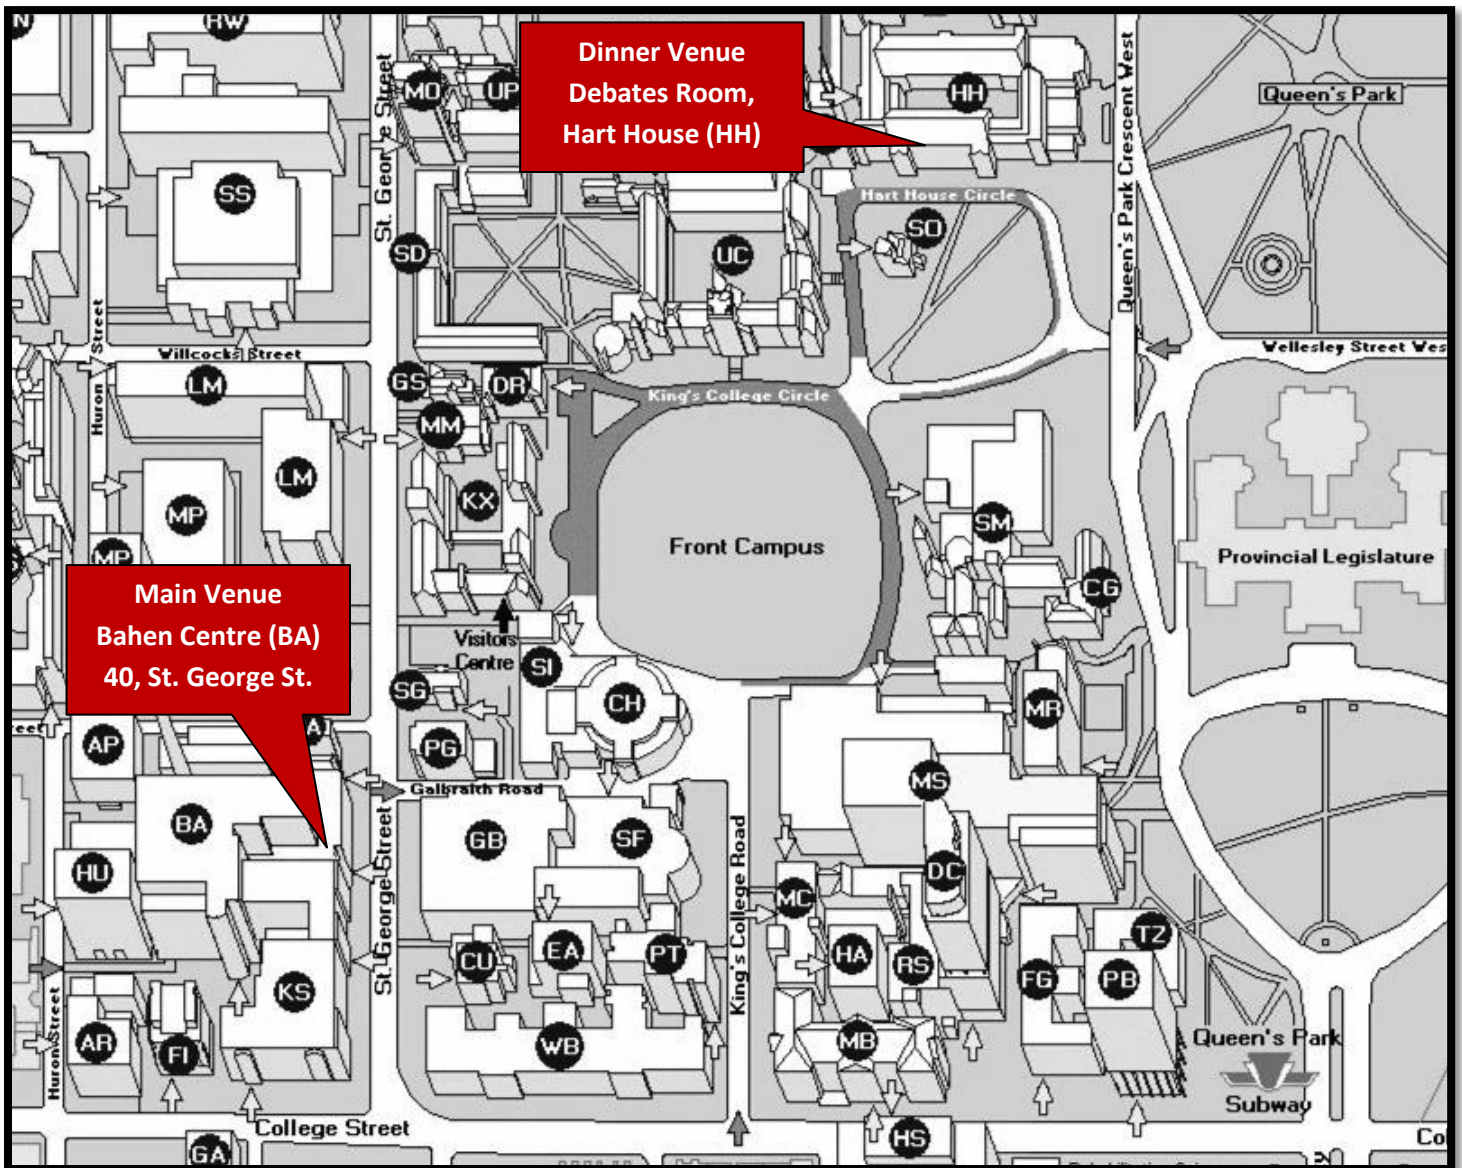 RW
Dinner Venue
Debates Room,
Hart House (HH)
MO
UP
HH
Queen's Park
St. George Street
Queen's Park Crescent West
SS
Hart House Circle
SD
UC
SO
Huron Street
Willcocks Street
Wellesley Street Wes
LM
GS
DR
King's College Circle
MM
LM
KX
MP
SM
Front Campus
MP
Provincial Legislature
CG
Main Venue
Bahen Centre (BA)
40, St. George St.
Visitors
Centre
SI
SG
CH
MR
AP
PG
MS
Galbraith Road
BA
GB
SF
HU
St. George Street
King's College Road
DC
MC
CU
EA
PT
HA
RS
FG
TZ
PB
KS
Huron Street
AR
FI
WB
MB
Queen's Park
Subway
College Street
GA
HS
Co